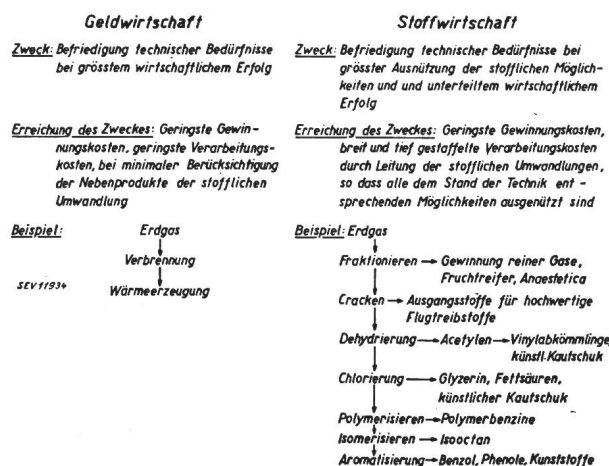 Geldwirtschaft
Zweck: Befriedigung technischer Bedürfnisse
bei grösstem wirtschaftlichem Erfolg
Erreichung des Zweckes: Geringste Gewin-
nungskosten, geringste Verarbeitungs-
kosten, bei minimaler Berücksichtigung
der Nebenprodukte der stofflichen
Umwandlung
Beispiel: Erdgas
Verbrennung
Wärmeerzeugung
SEV11934
Stoffwirtschaft
Zweck: Befriedigung technischer Bedürfnisse bei
grösster Ausnützung der stofflichen Möglich-
keiten und und unterteiltem wirtschaftlichem
Erfolg
Erreichung des Zweckes: Geringste Gewinnungskosten,
breit und tief gestaffelte Verarbeitungskosten
durch Leitung der stofflichen Umwandlungen,
so dass alle dem Stand der Technik ent-
sprechenden Möglichkeiten ausgenützt sind
Beispiel: Erdgas
Fraktionieren → Gewinnung reiner Gase,
Fruchtreifer, Anaestetica
Cracken → Ausgangsstoffe für hochwertige
Flugtreibstoffe
Dehydrierung → Acetylen → Vinylabkömmlinge,
künstl. Kautschuk
Chlorierung → Glyzerin, Fettsäuren,
künstlicher Kautschuk
Polymerisieren → Polymerbenzine
Isomerisieren → Isooctan
Aromatisierung → Benzol, Phenole, Kunststoffe